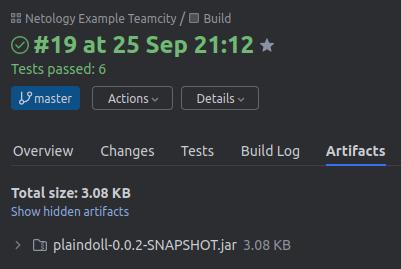 Netology Example Teamcity / Build
#19 at 25 Sep 21:12
Tests passed: 6
master Actions Details
Overview Changes Tests Build Log Artifacts
Total size: 3.08 KB
Show hidden artifacts
plaindoll-0.0.2-SNAPSHOT.jar 3.08 KB